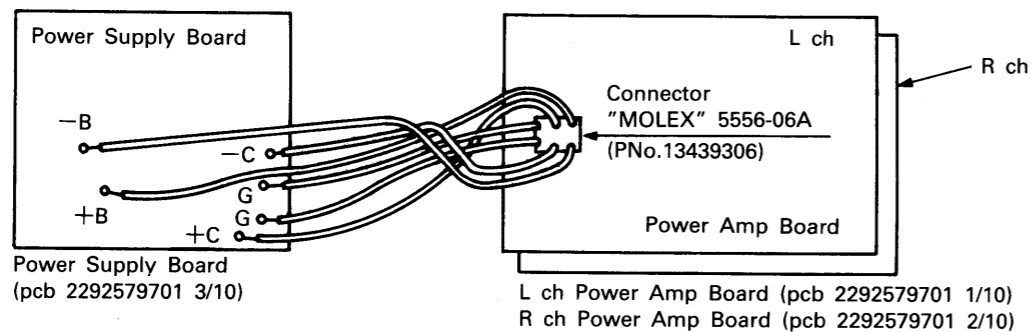 Power Supply Board
L ch
R ch
Connector
"MOLEX" 5556-06A
(PNo.13439306)
−B
−C
+B
G
G
+C
Power Amp Board
Power Supply Board
(pcb 2292579701 3/10)
L ch Power Amp Board (pcb 2292579701 1/10)
R ch Power Amp Board (pcb 2292579701 2/10)